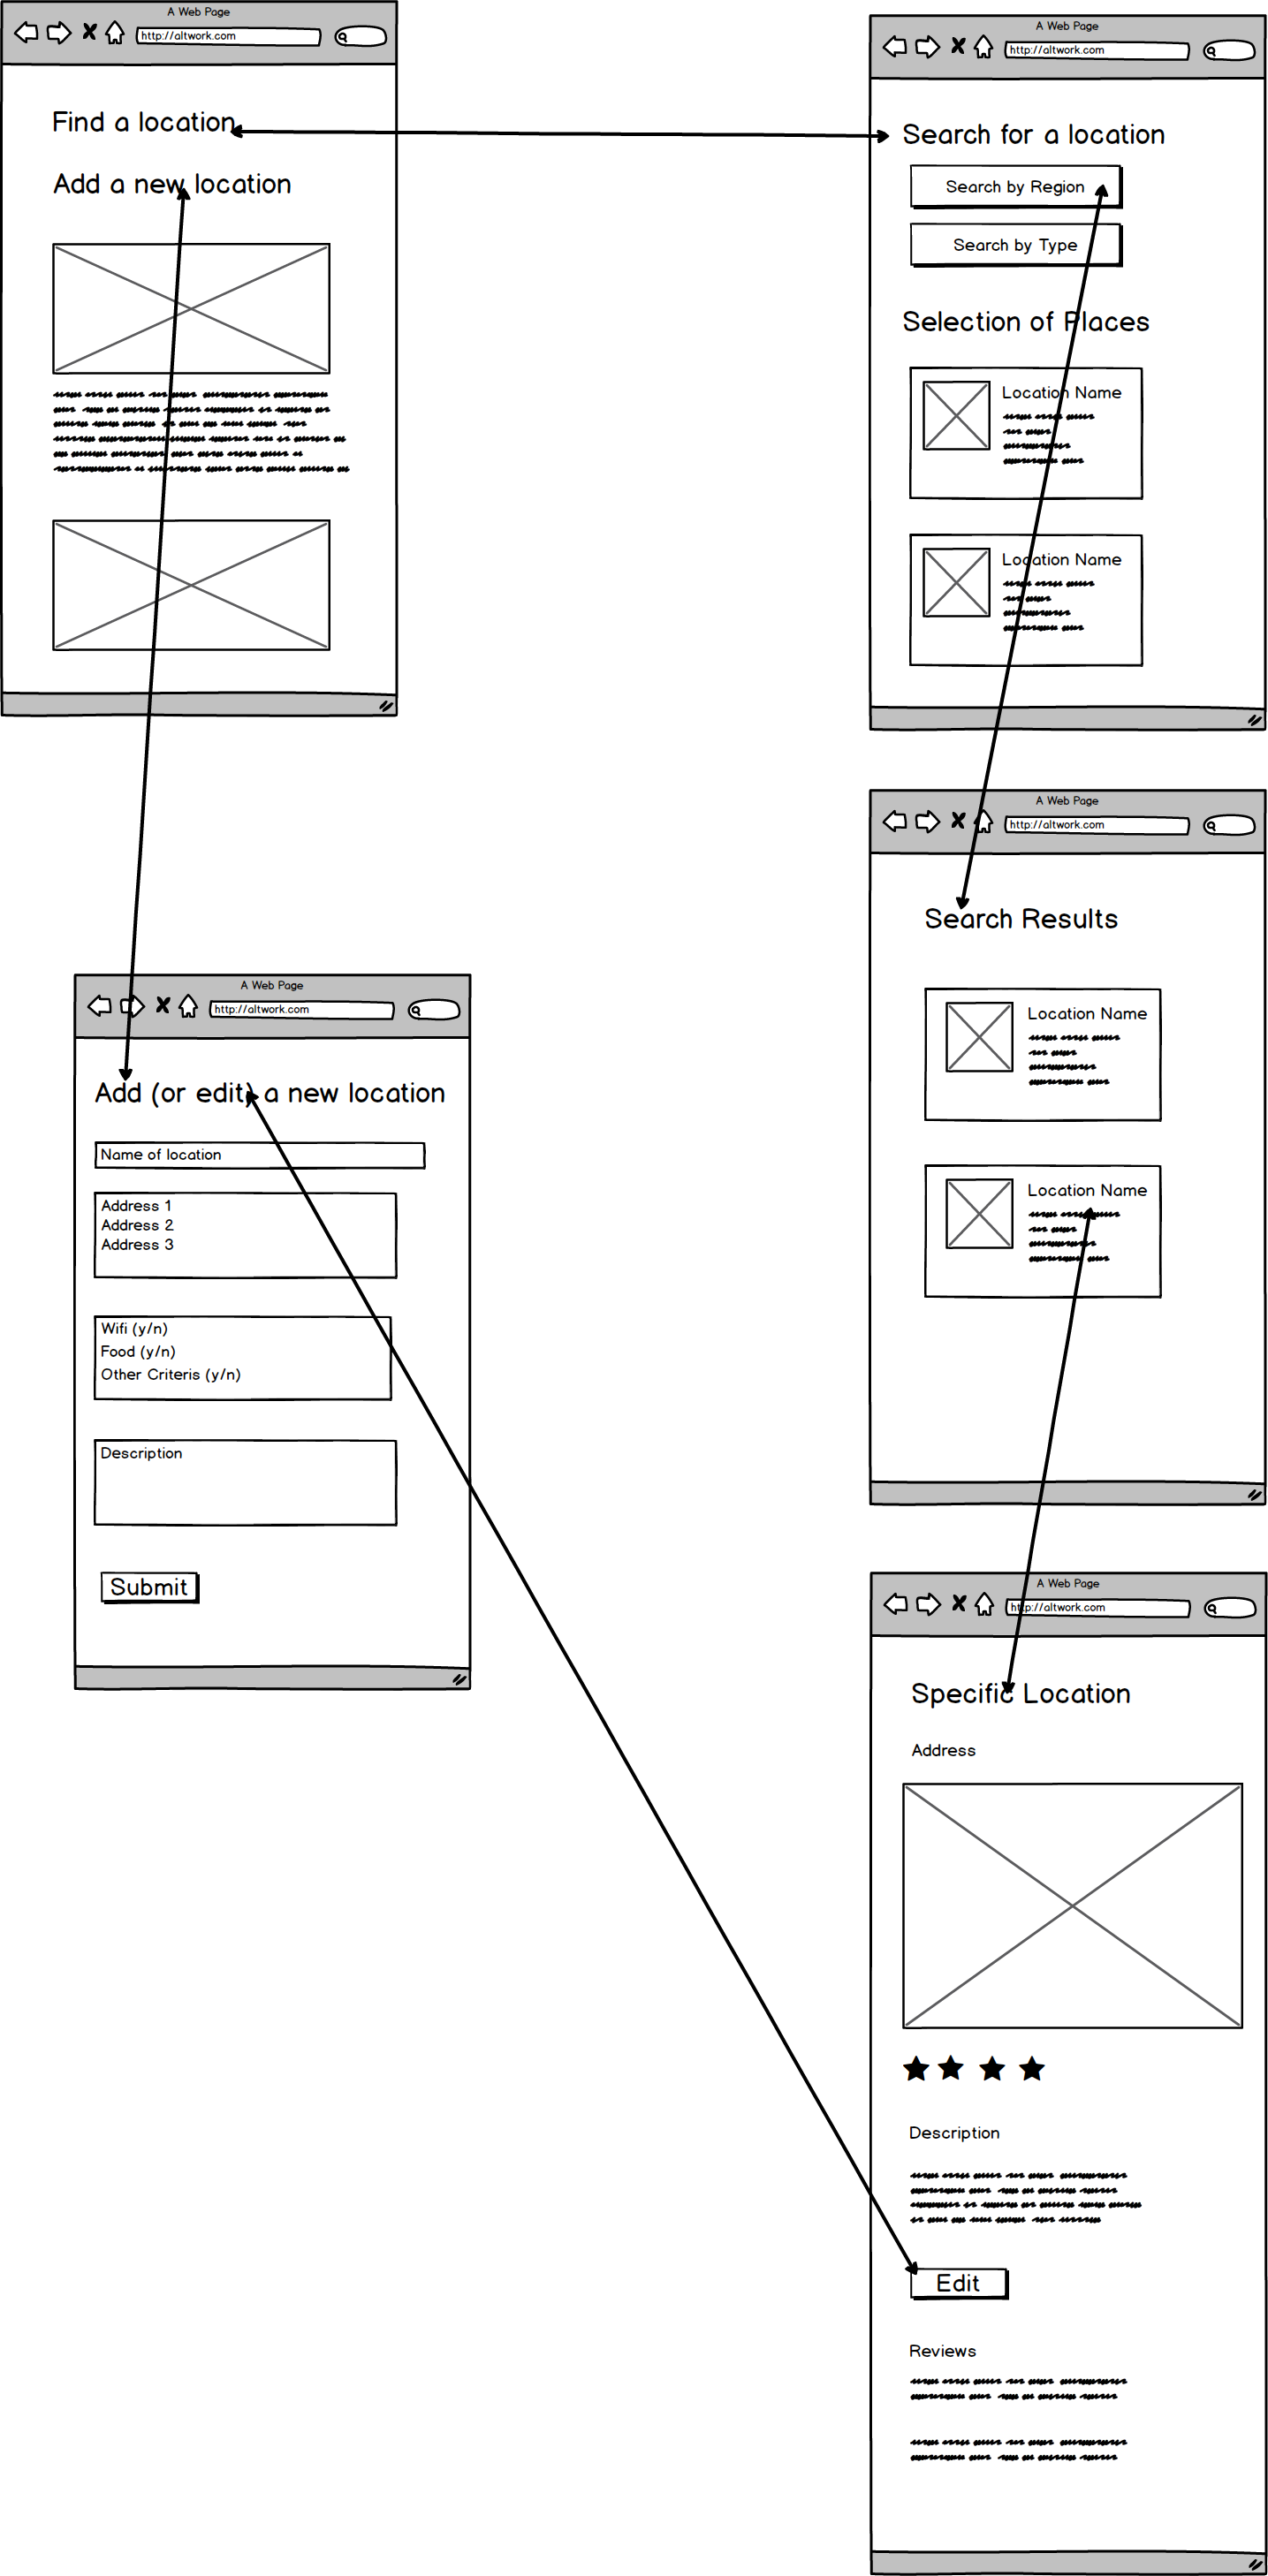 A Web Page
http://altwork.com
Find a location
Add a new location
A Web Page
http://altwork.com
Search for a location
Search by Region
Search by Type
Selection of Places
Location Name
Location Name
A Web Page
http://altwork.com
Search Results
Location Name
Location Name
A Web Page
http://altwork.com
Add (or edit) a new location
Name of location
Address 1
Address 2
Address 3
Wifi (y/n)
Food (y/n)
Other Criteris (y/n)
Description
Submit
A Web Page
http://altwork.com
Specific Location
Address
Description
Edit
Reviews